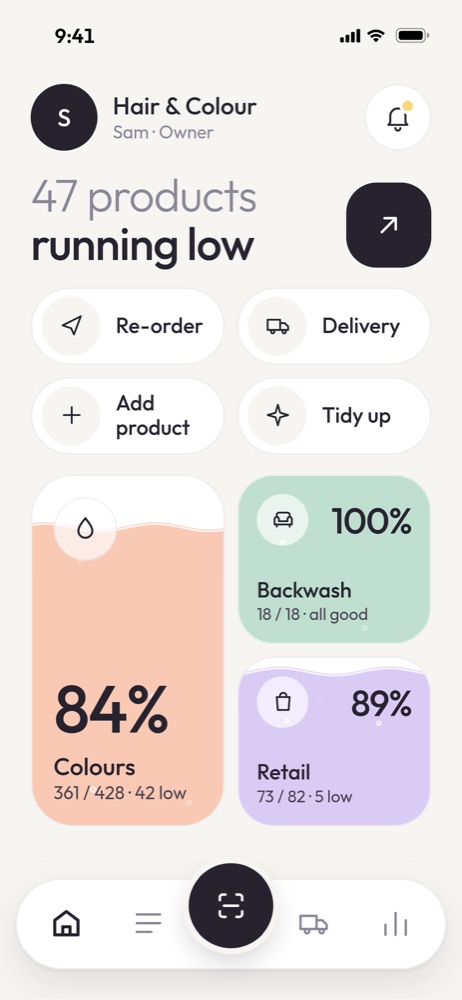 9:41
S
Hair & Colour
Sam · Owner
47 products
running low
Re-order
Delivery
Add
product
Tidy up
84%
Colours
361 / 428 · 42 low
100%
Backwash
18 / 18 · all good
89%
Retail
73 / 82 · 5 low